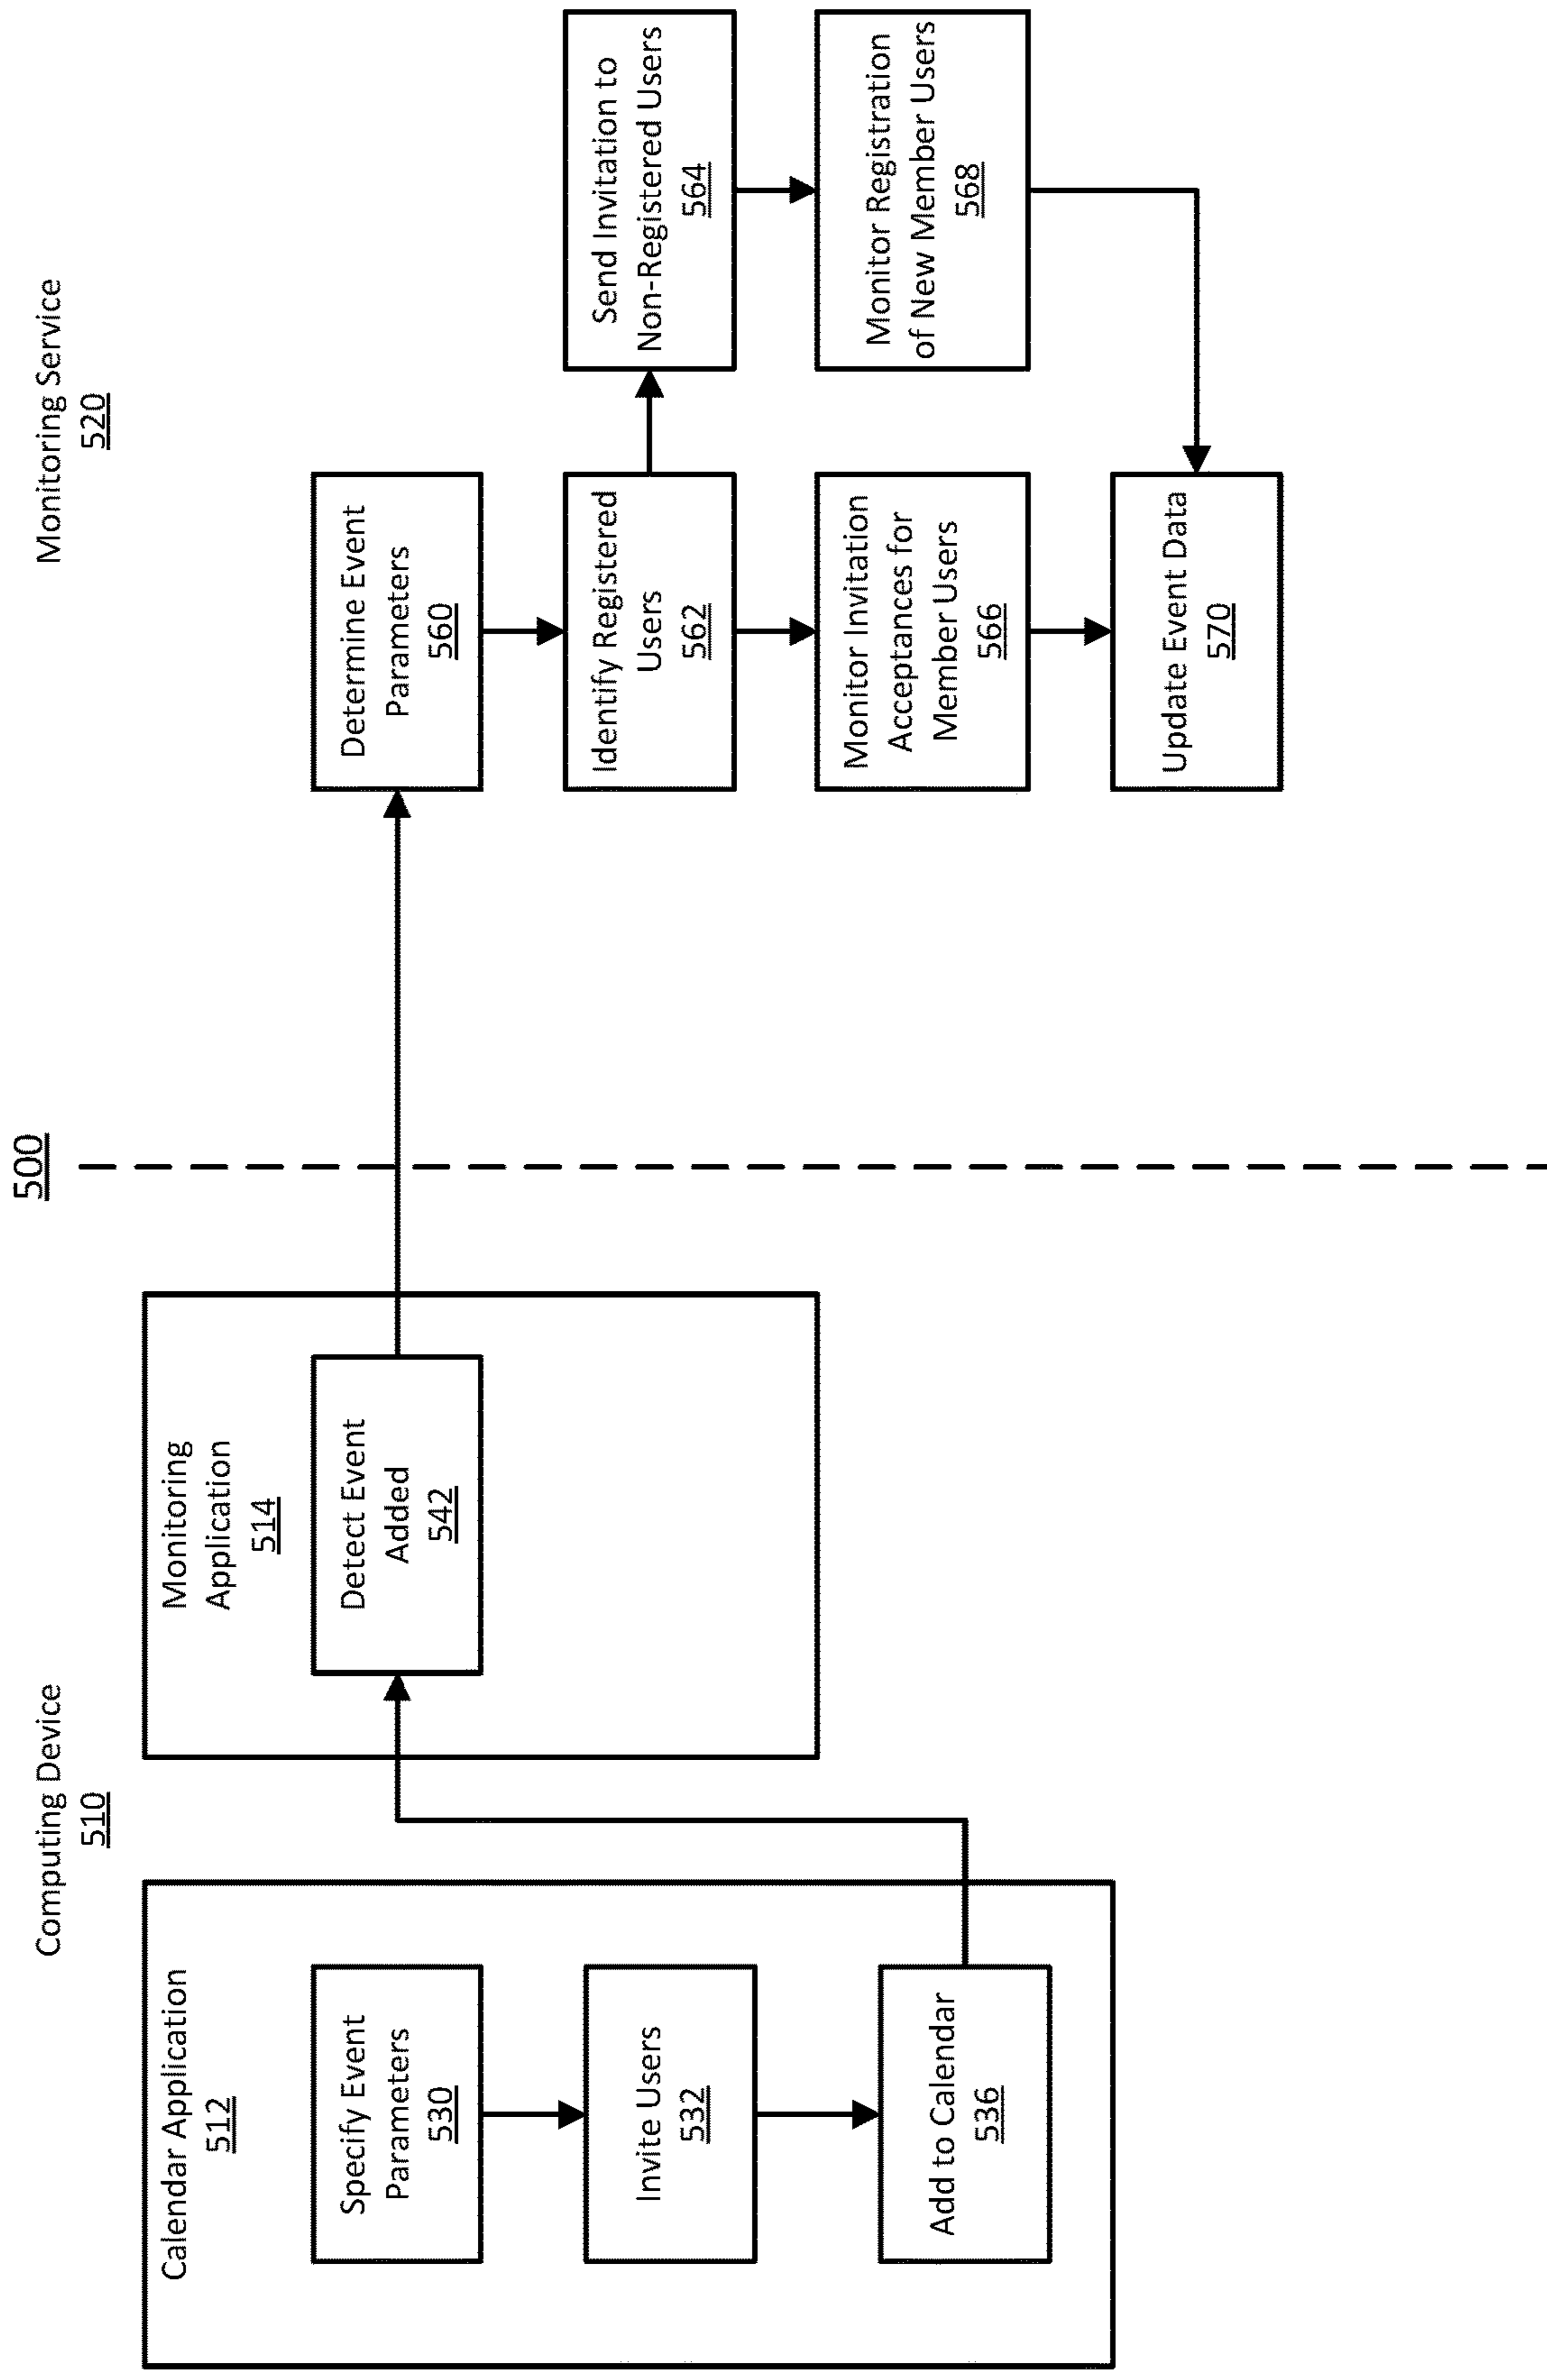 500
Computing Device
510
Calendar Application
512
Specify Event
Parameters
530
Invite Users
532
Add to Calendar
536
Monitoring
Application
514
Detect Event
Added
542
Monitoring Service
520
Determine Event
Parameters
560
Identify Registered
Users
562
Send Invitation to
Non-Registered Users
564
Monitor Invitation
Acceptances for
Member Users
566
Monitor Registration
of New Member Users
568
Update Event Data
570